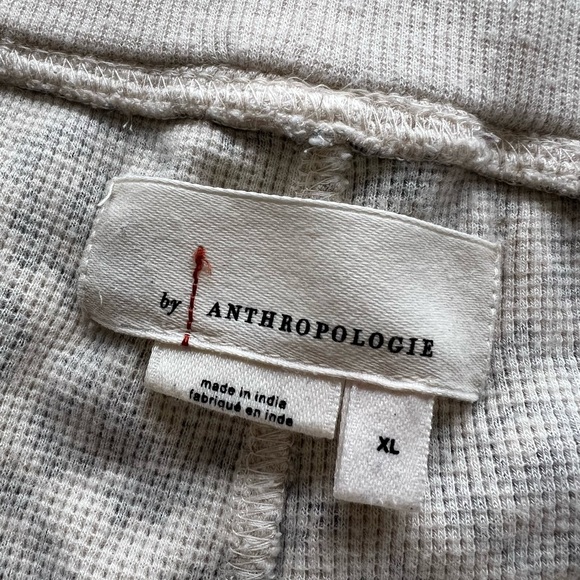 by ANTHROPOLOGIE
made in india
fabriqué en inde
XL